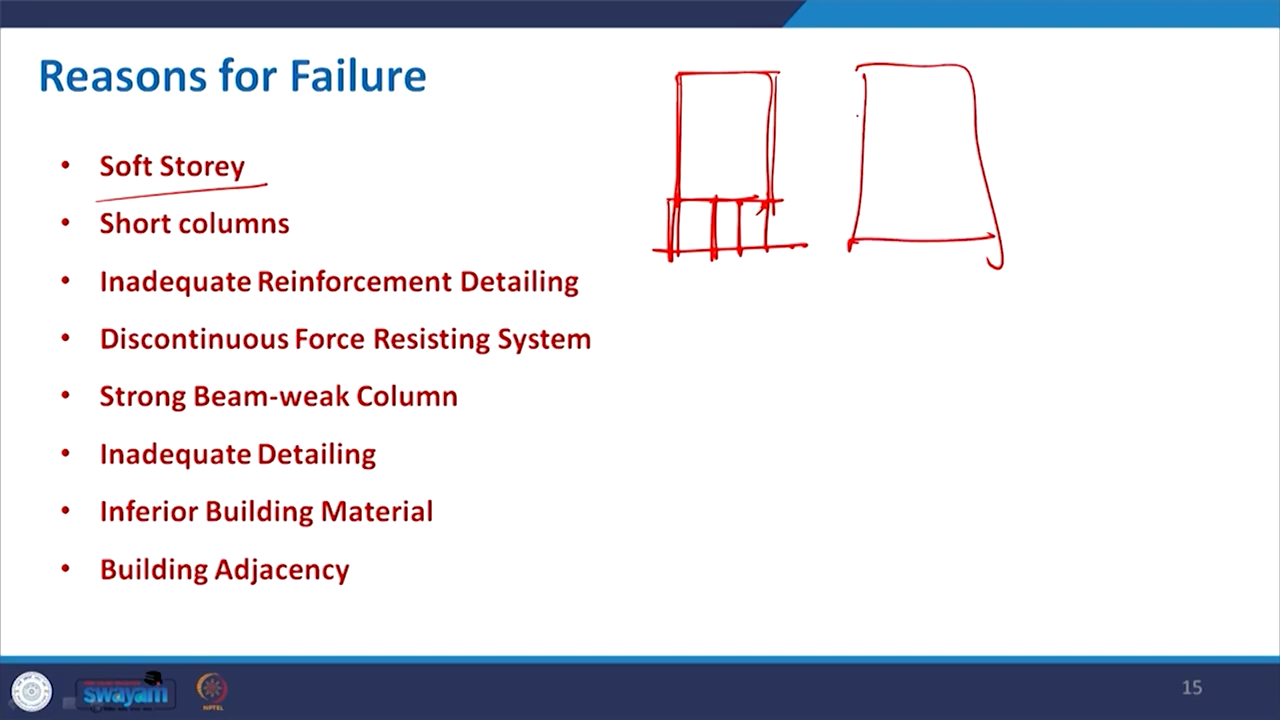 Reasons for Failure
• Soft Storey
• Short columns
• Inadequate Reinforcement Detailing
• Discontinuous Force Resisting System
• Strong Beam-weak Column
• Inadequate Detailing
• Inferior Building Material
• Building Adjacency
swayam
NPTEL
15